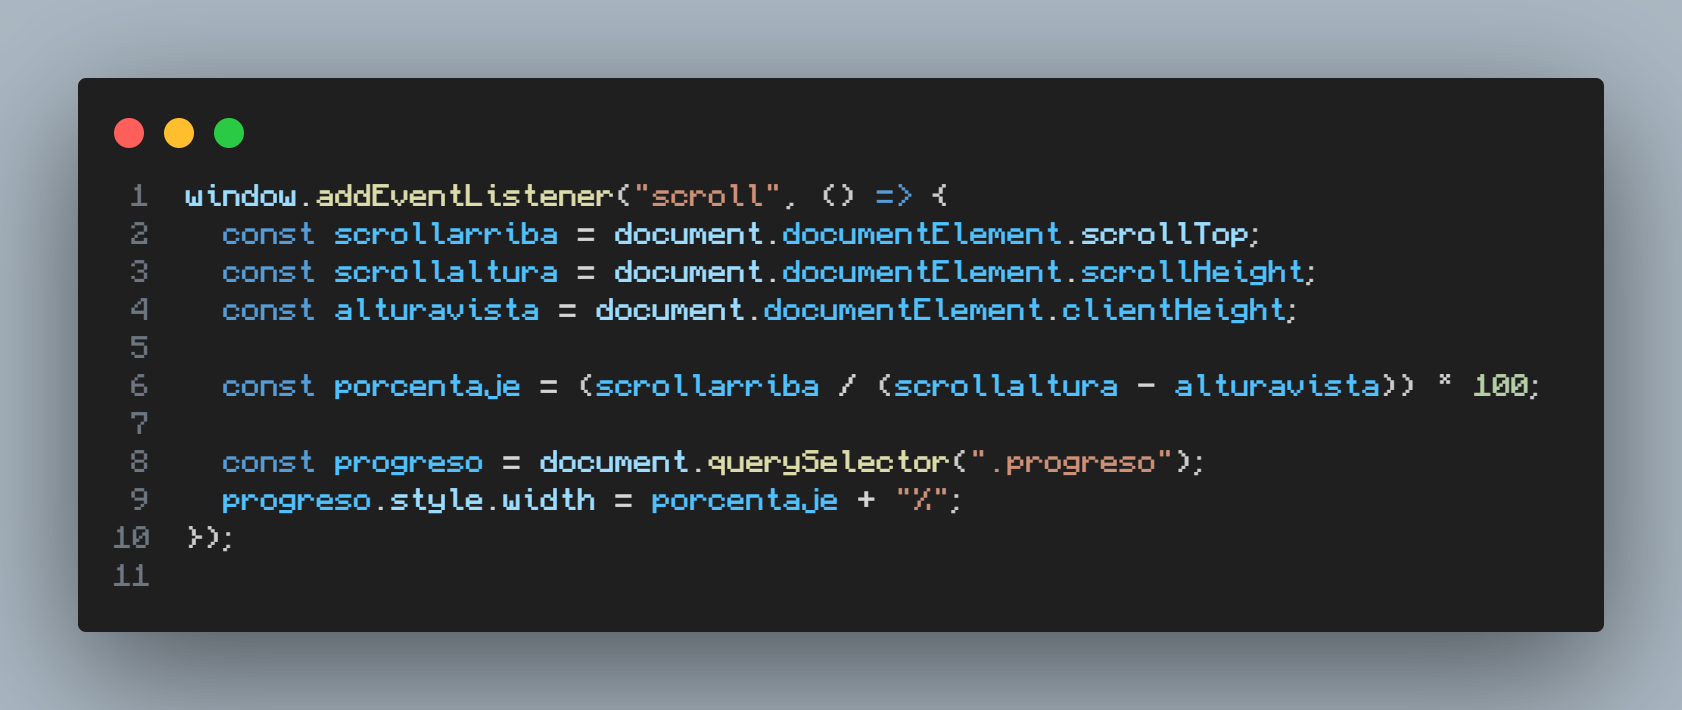 1 window.addEventListener("scroll", () => {
2 const scrollarriba = document.documentElement.scrollTop;
3 const scrollaltura = document.documentElement.scrollHeight;
4 const alturavista = document.documentElement.clientHeight;
5
6 const porcentaje = (scrollarriba / (scrollaltura - alturavista)) * 100;
7
8 const progreso = document.querySelector(".progreso");
9 progreso.style.width = porcentaje + "%";
10 });
11